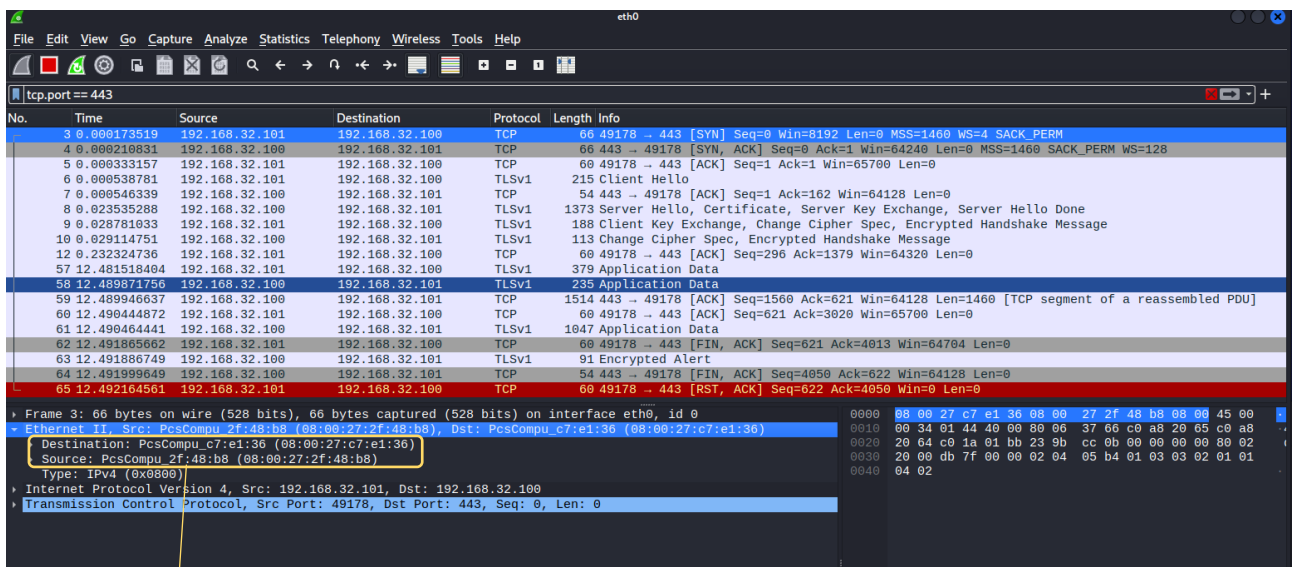 eth0
File Edit View Go Capture Analyze Statistics Telephony Wireless Tools Help
tcp.port == 443
No. Time Source Destination Protocol Length Info
3 0.000173519 192.168.32.101 192.168.32.100 TCP 66 49178 → 443 [SYN] Seq=0 Win=8192 Len=0 MSS=1460 WS=4 SACK_PERM
4 0.000210831 192.168.32.100 192.168.32.101 TCP 66 443 → 49178 [SYN, ACK] Seq=0 Ack=1 Win=64240 Len=0 MSS=1460 SACK_PERM WS=128
5 0.000333157 192.168.32.101 192.168.32.100 TCP 60 49178 → 443 [ACK] Seq=1 Ack=1 Win=65700 Len=0
6 0.000538781 192.168.32.101 192.168.32.100 TLSv1 215 Client Hello
7 0.000546339 192.168.32.100 192.168.32.101 TCP 54 443 → 49178 [ACK] Seq=1 Ack=162 Win=64128 Len=0
8 0.023535288 192.168.32.100 192.168.32.101 TLSv1 1373 Server Hello, Certificate, Server Key Exchange, Server Hello Done
9 0.028781033 192.168.32.101 192.168.32.100 TLSv1 188 Client Key Exchange, Change Cipher Spec, Encrypted Handshake Message
10 0.029114751 192.168.32.100 192.168.32.101 TLSv1 113 Change Cipher Spec, Encrypted Handshake Message
12 0.232324736 192.168.32.101 192.168.32.100 TCP 60 49178 → 443 [ACK] Seq=296 Ack=1379 Win=64320 Len=0
57 12.481518404 192.168.32.101 192.168.32.100 TLSv1 379 Application Data
58 12.489871756 192.168.32.100 192.168.32.101 TLSv1 235 Application Data
59 12.489946637 192.168.32.100 192.168.32.101 TCP 1514 443 → 49178 [ACK] Seq=1560 Ack=621 Win=64128 Len=1460 [TCP segment of a reassembled PDU]
60 12.490444872 192.168.32.101 192.168.32.100 TCP 60 49178 → 443 [ACK] Seq=621 Ack=3020 Win=65700 Len=0
61 12.490464441 192.168.32.100 192.168.32.101 TLSv1 1047 Application Data
62 12.491865662 192.168.32.101 192.168.32.100 TCP 60 49178 → 443 [FIN, ACK] Seq=621 Ack=4013 Win=64704 Len=0
63 12.491886749 192.168.32.100 192.168.32.101 TLSv1 91 Encrypted Alert
64 12.491999649 192.168.32.100 192.168.32.101 TCP 54 443 → 49178 [FIN, ACK] Seq=4050 Ack=622 Win=64128 Len=0
65 12.492164561 192.168.32.101 192.168.32.100 TCP 60 49178 → 443 [RST, ACK] Seq=622 Ack=4050 Win=0 Len=0
Frame 3: 66 bytes on wire (528 bits), 66 bytes captured (528 bits) on interface eth0, id 0
Ethernet II, Src: PcsCompu_2f:48:b8 (08:00:27:2f:48:b8), Dst: PcsCompu_c7:e1:36 (08:00:27:c7:e1:36)
Destination: PcsCompu_c7:e1:36 (08:00:27:c7:e1:36)
Source: PcsCompu_2f:48:b8 (08:00:27:2f:48:b8)
Type: IPv4 (0x0800)
Internet Protocol Version 4, Src: 192.168.32.101, Dst: 192.168.32.100
Transmission Control Protocol, Src Port: 49178, Dst Port: 443, Seq: 0, Len: 0
0000 08 00 27 c7 e1 36 08 00 27 2f 48 b8 08 00 45 00
0010 00 34 01 44 40 00 80 06 37 66 c0 a8 20 65 c0 a8
0020 20 64 c0 1a 01 bb 23 9b cc 0b 00 00 00 00 80 02
0030 20 00 db 7f 00 00 02 04 05 b4 01 03 03 02 01 01
0040 04 02